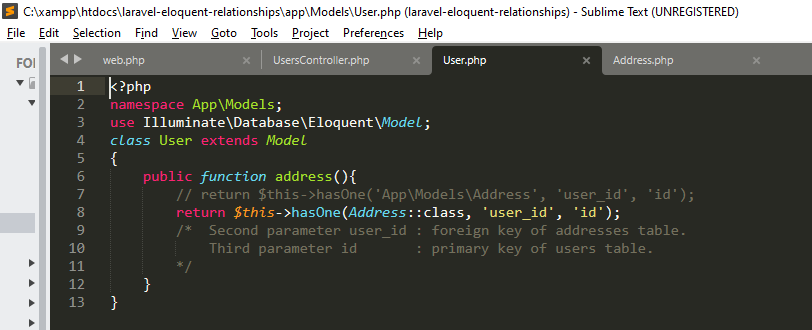 C:\xampp\htdocs\laravel-eloquent-relationships\app\Models\User.php (laravel-eloquent-relationships) - Sublime Text (UNREGISTERED)
File Edit Selection Find View Goto Tools Project Preferences Help
web.php UsersController.php User.php Address.php
1 <?php
2 namespace App\Models;
3 use Illuminate\Database\Eloquent\Model;
4 class User extends Model
5 {
6 public function address(){
7 // return $this->hasOne('App\Models\Address', 'user_id', 'id');
8 return $this->hasOne(Address::class, 'user_id', 'id');
9 /* Second parameter user_id : foreign key of addresses table.
10 Third parameter id : primary key of users table.
11 */
12 }
13 }